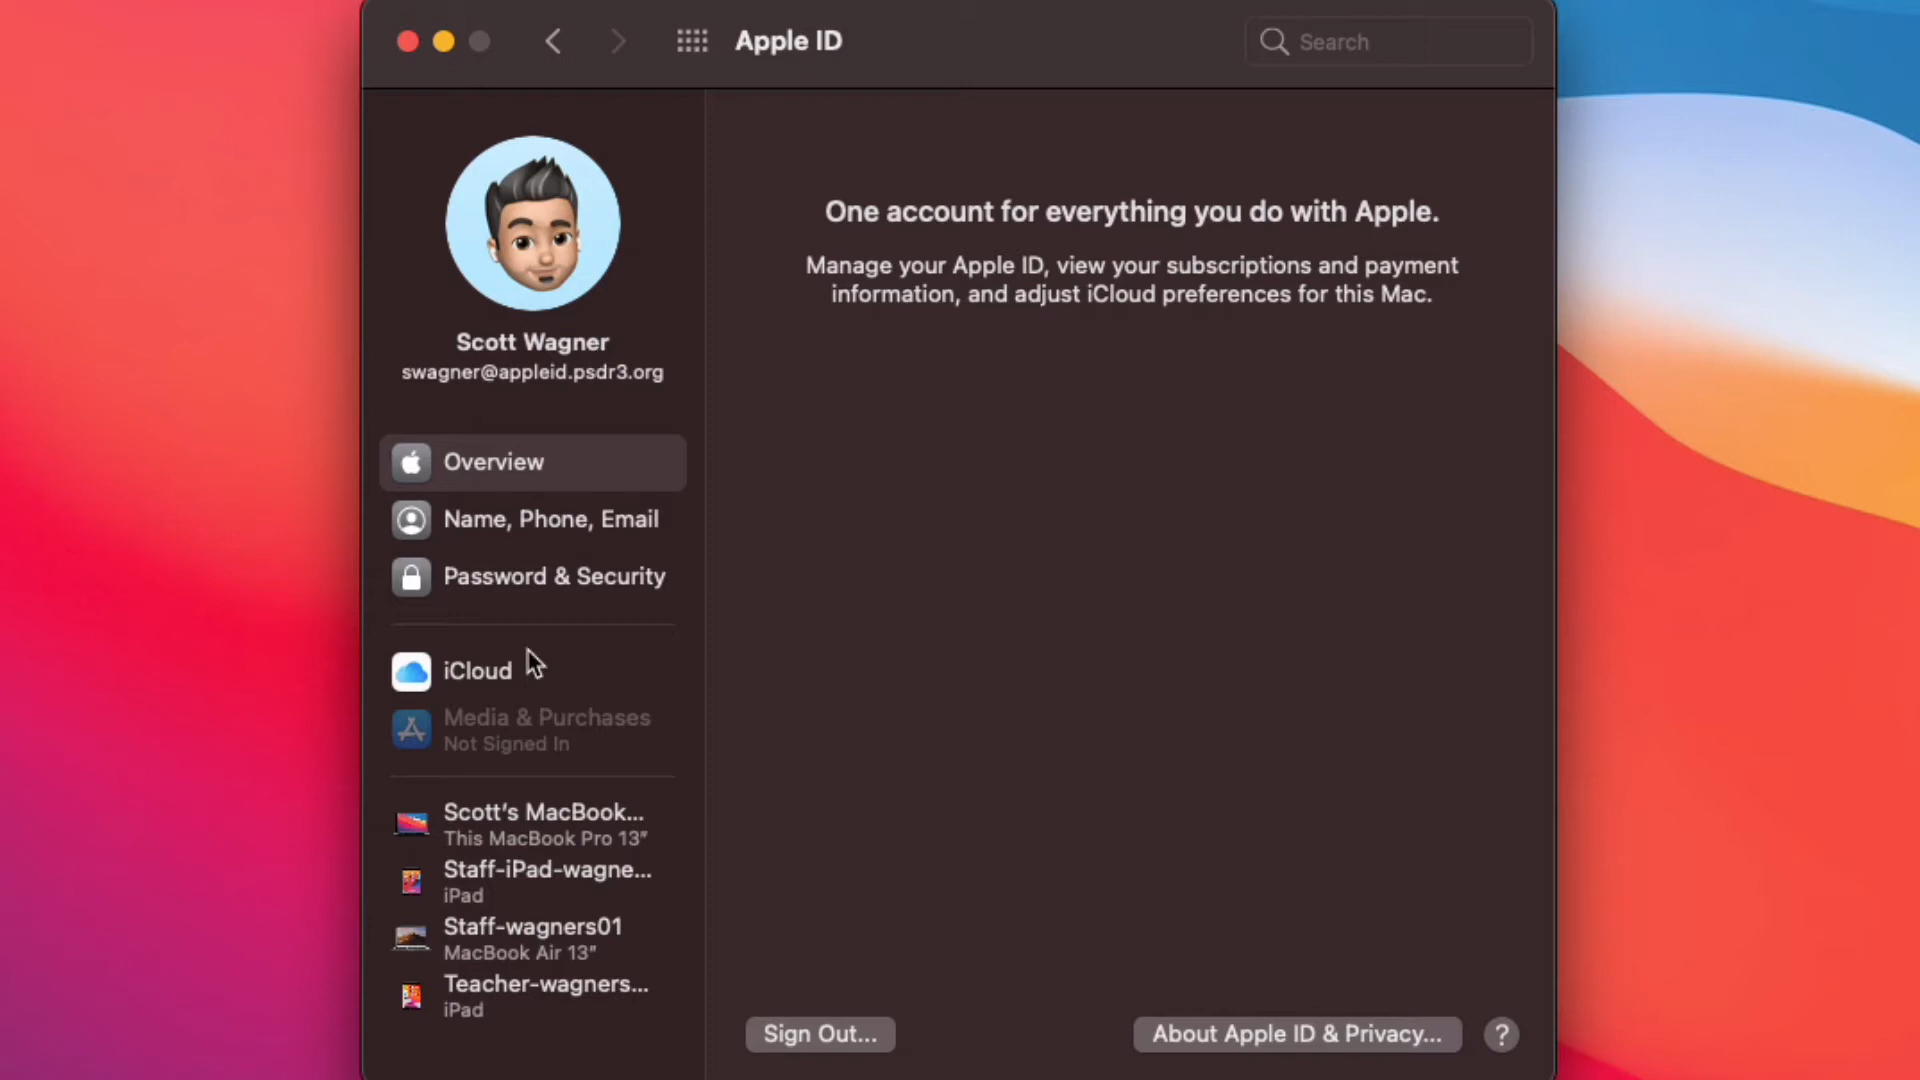 Apple ID
Search
Scott Wagner
swagner@appleid.psdr3.org
Overview
Name, Phone, Email
Password & Security
iCloud
Media & Purchases
Not Signed In
Scott's MacBook...
This MacBook Pro 13"
Staff-iPad-wagne...
iPad
Staff-wagners01
MacBook Air 13"
Teacher-wagners...
iPad
One account for everything you do with Apple.
Manage your Apple ID, view your subscriptions and payment
information, and adjust iCloud preferences for this Mac.
Sign Out...
About Apple ID & Privacy...
?